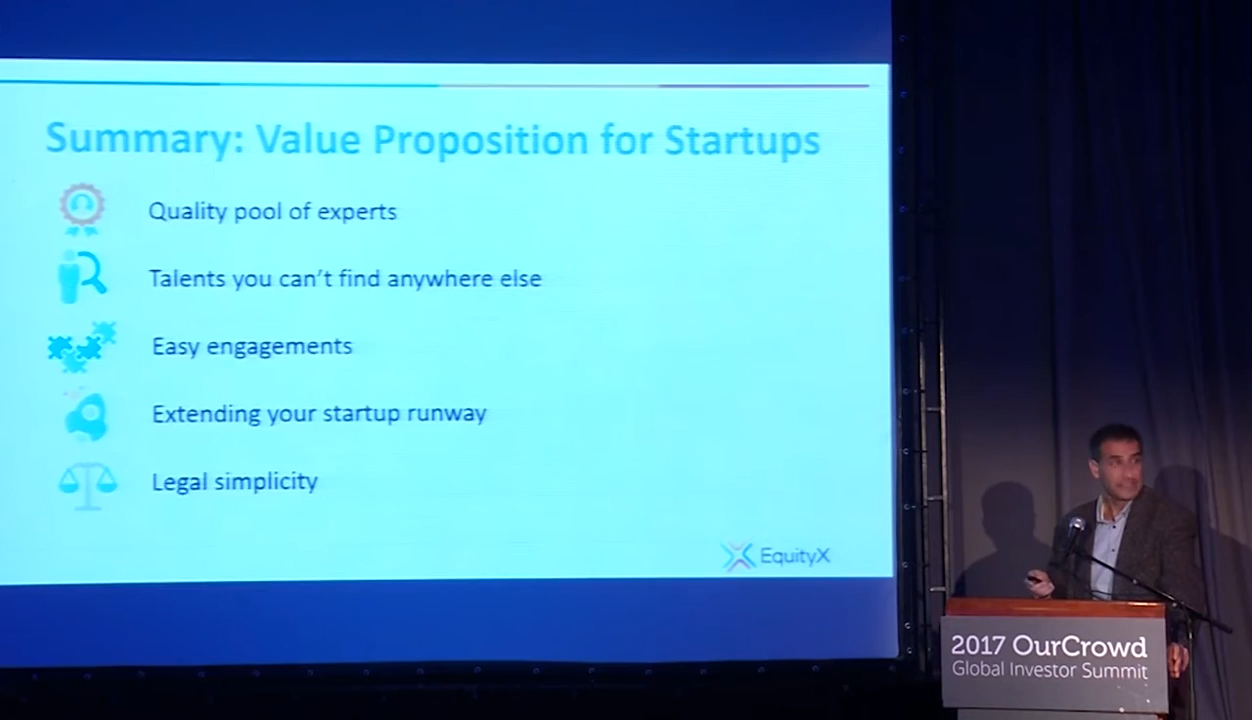 Summary: Value Proposition for Startups
Quality pool of experts
Talents you can't find anywhere else
Easy engagements
Extending your startup runway
Legal simplicity
EquityX
2017 OurCrowd
Global Investor Summit